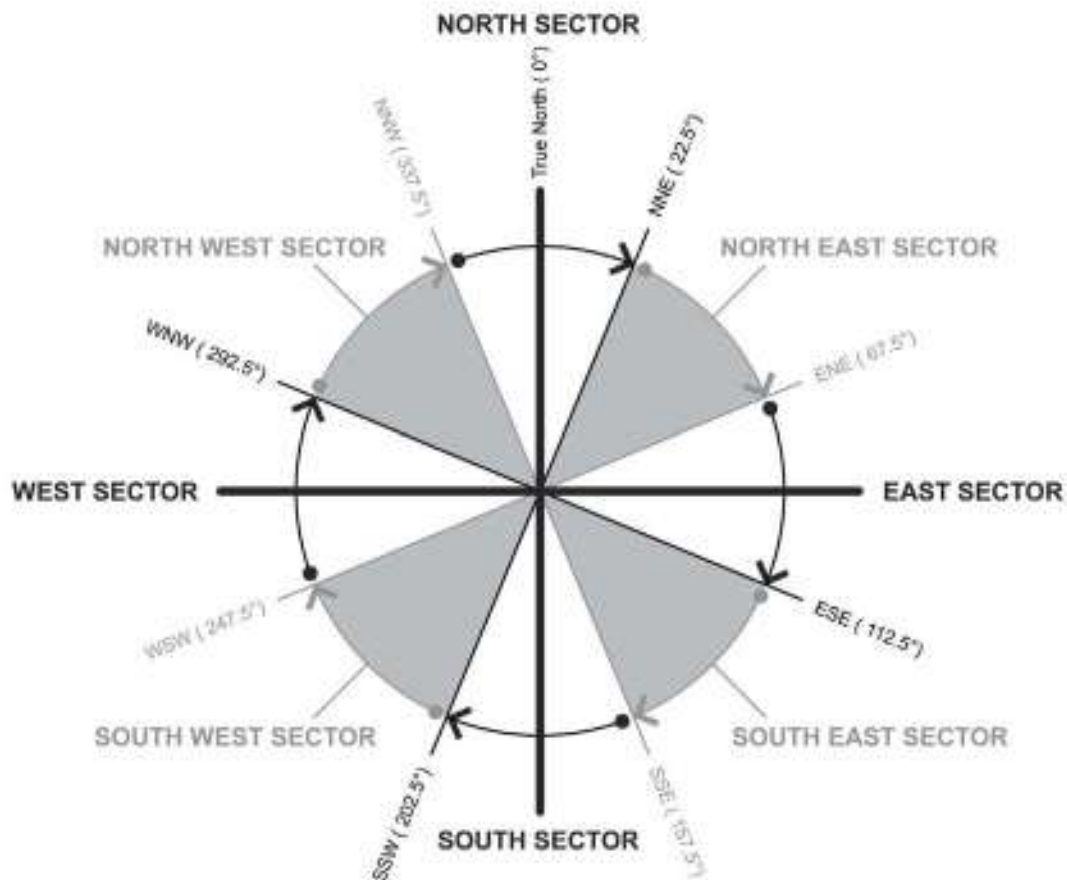 NORTH SECTOR
True North ( 0°)
NNW ( 337.5°)
NNE ( 22.5°)
NORTH WEST SECTOR
NORTH EAST SECTOR
WNW ( 292.5°)
ENE ( 67.5°)
WEST SECTOR
EAST SECTOR
WSW ( 247.5°)
ESE ( 112.5°)
SOUTH WEST SECTOR
SOUTH EAST SECTOR
SSW ( 202.5°)
SSE ( 157.5°)
SOUTH SECTOR